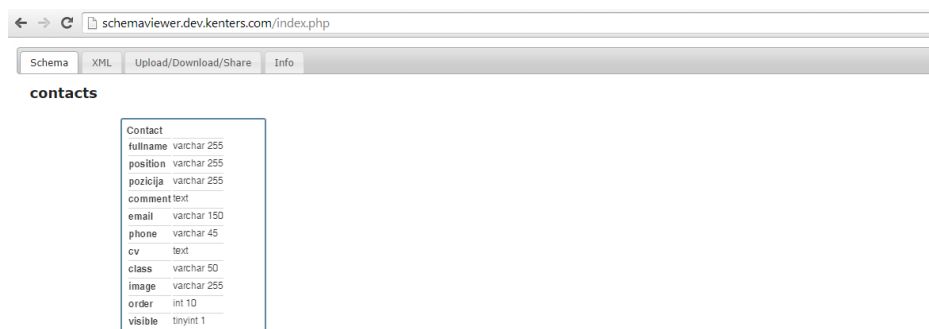 schemaviewer.dev.kenters.com/index.php
Schema XML Upload/Download/Share Info
contacts
Contact
fullname varchar 255
position varchar 255
pozicija varchar 255
comment text
email varchar 150
phone varchar 45
cv text
class varchar 50
image varchar 255
order int 10
visible tinyint 1